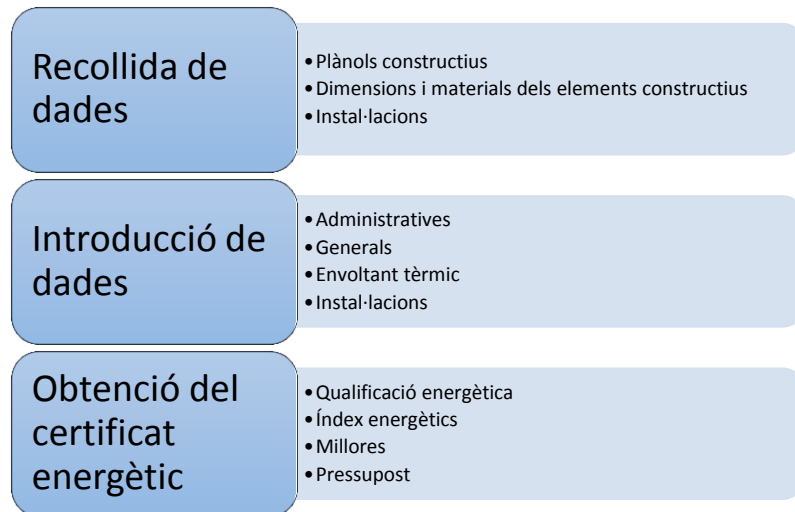 Recollida de
dades
•Plànols constructius
•Dimensions i materials dels elements constructius
•Instal·lacions
Introducció de
dades
•Administratives
•Generals
•Envoltant tèrmic
•Instal·lacions
Obtenció del
certificat
energètic
•Qualificació energètica
•Índex energètics
•Millores
•Pressupost